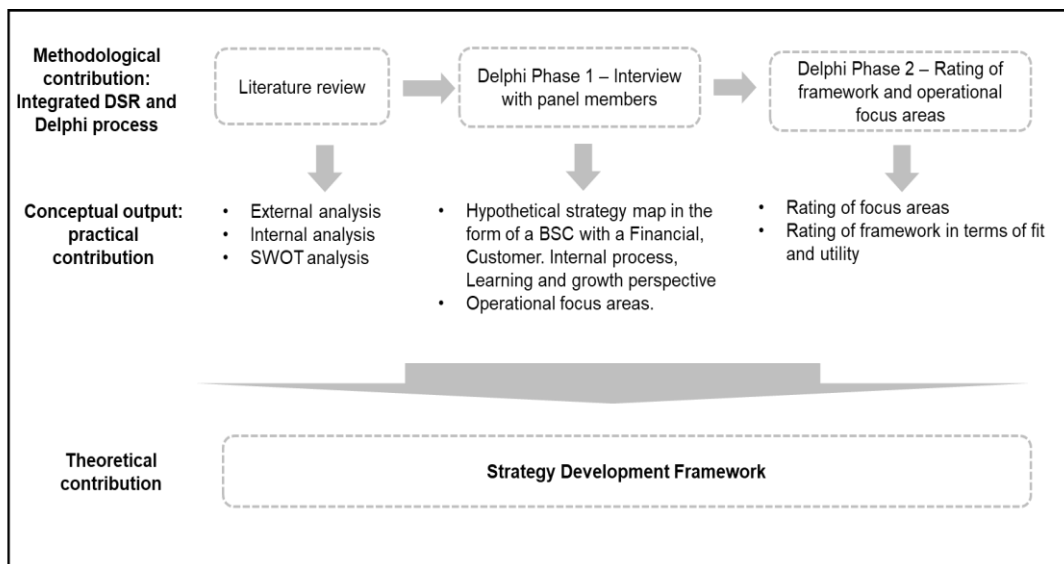 Methodological
contribution:
Integrated DSR and
Delphi process
Literature review
Delphi Phase 1 – Interview
with panel members
Delphi Phase 2 – Rating of
framework and operational
focus areas
Conceptual output:
practical
contribution
• External analysis
• Internal analysis
• SWOT analysis
• Hypothetical strategy map in the
form of a BSC with a Financial,
Customer. Internal process,
Learning and growth perspective
• Operational focus areas.
• Rating of focus areas
• Rating of framework in terms of fit
and utility
Theoretical
contribution
Strategy Development Framework